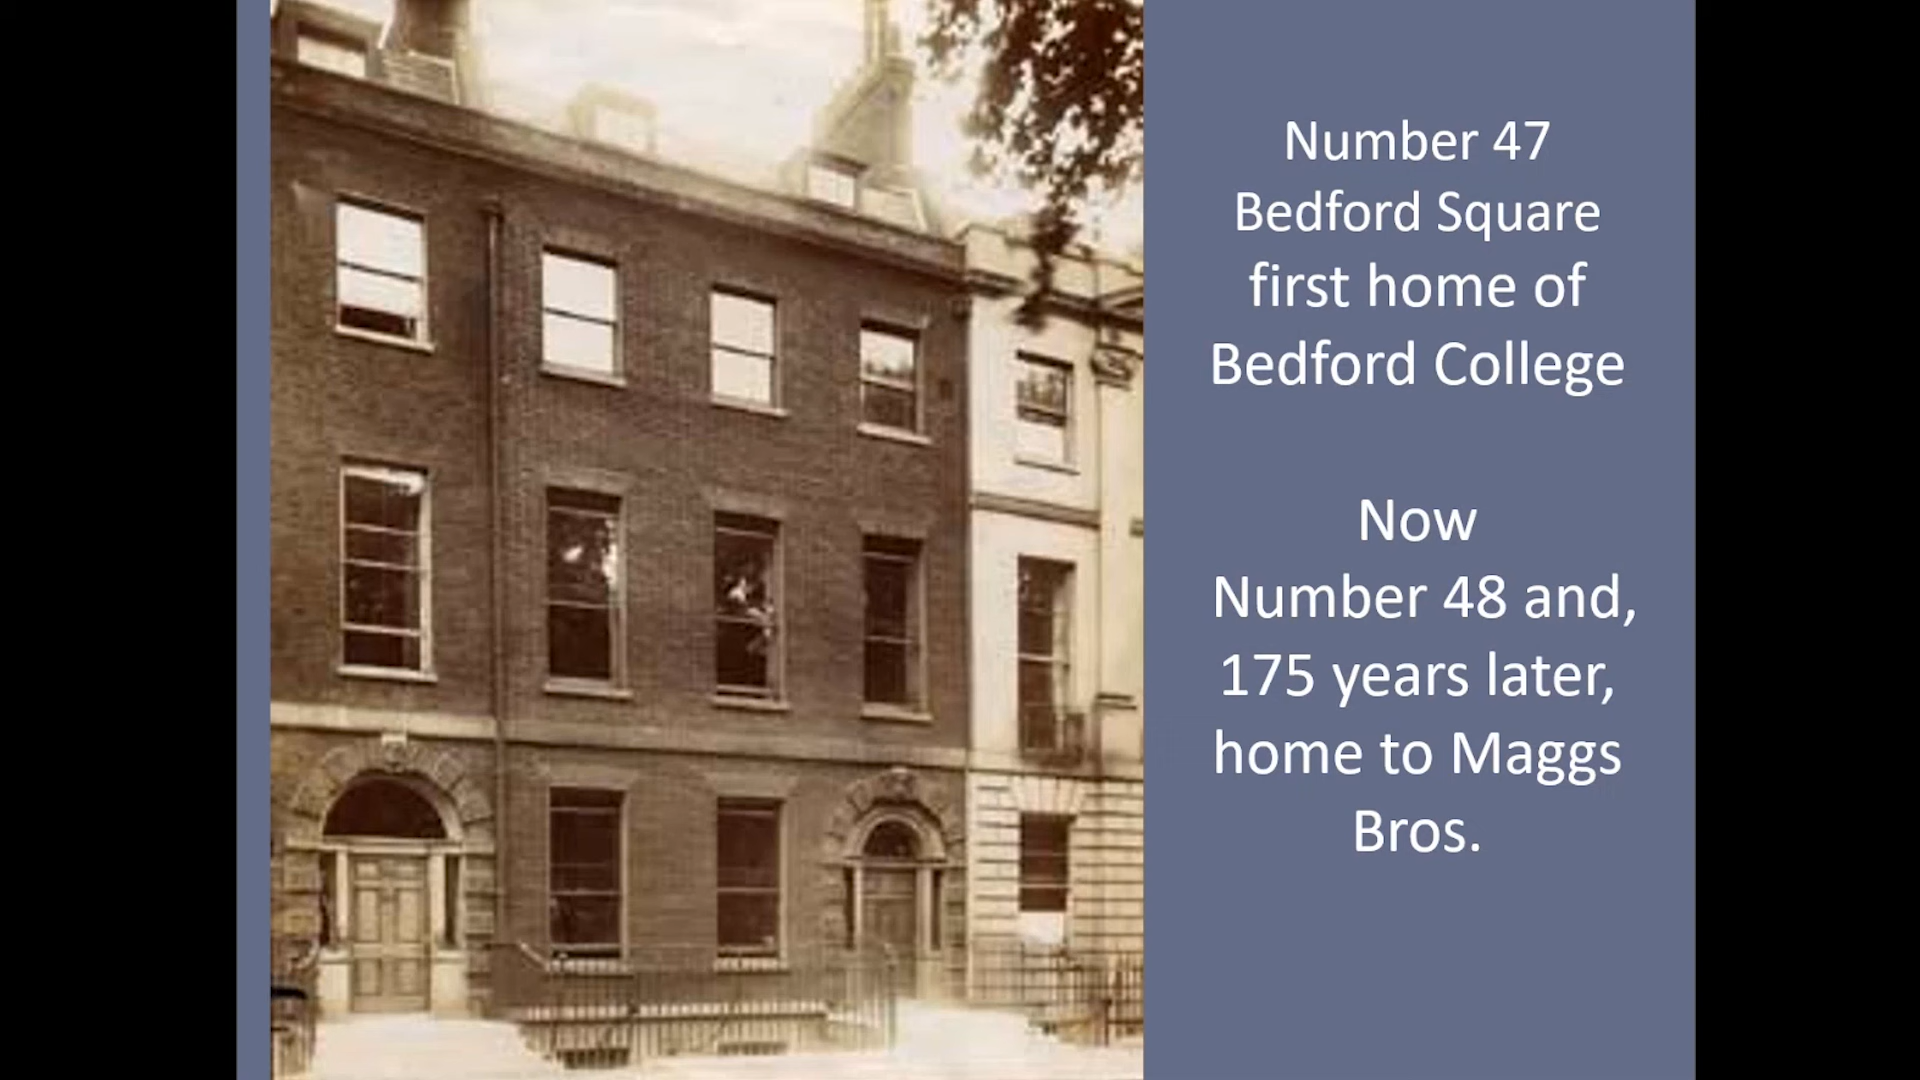 Number 47
Bedford Square
first home of
Bedford College
Now
Number 48 and,
175 years later,
home to Maggs
Bros.